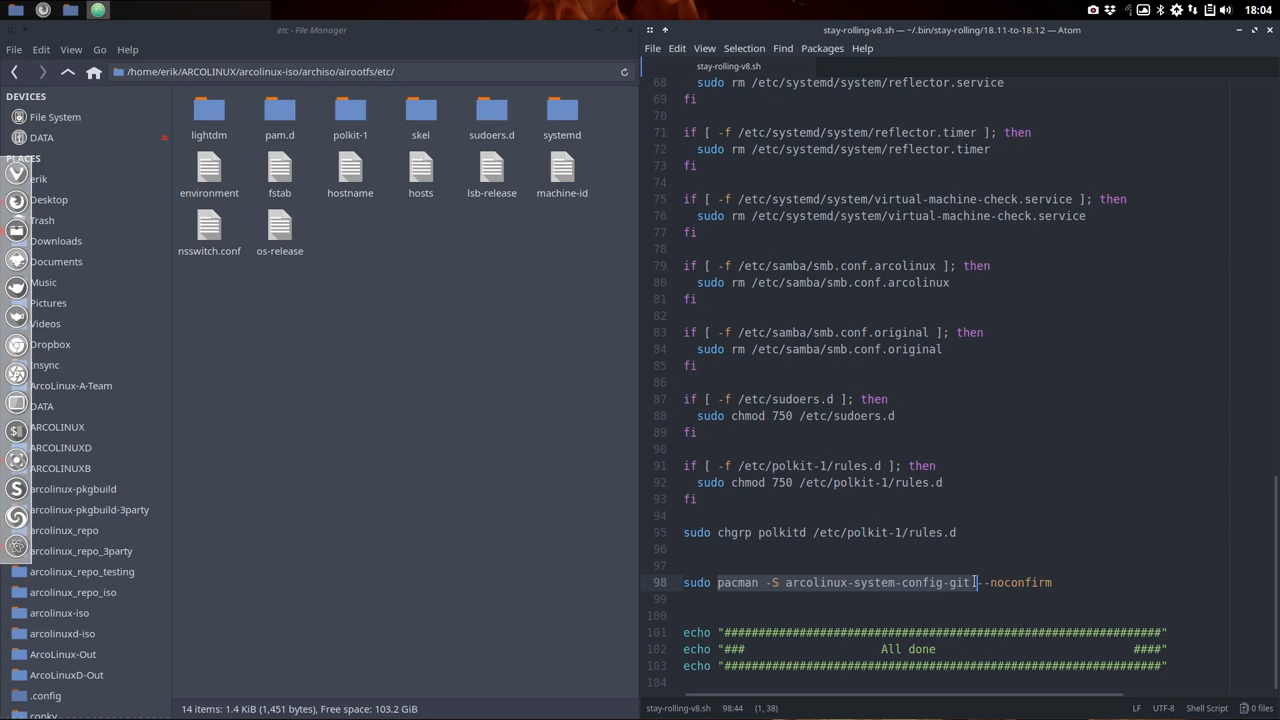 18:04
etc - File Manager
File Edit View Go Help
/home/erik/ARCOLINUX/arcolinux-iso/archiso/airootfs/etc/
DEVICES
File System
DATA
PLACES
erik
Desktop
Trash
Downloads
Documents
Music
Pictures
Videos
Dropbox
Insync
ArcoLinux-A-Team
DATA
ARCOLINUX
ARCOLINUXD
ARCOLINUXB
arcolinux-pkgbuild
arcolinux-pkgbuild-3party
arcolinux_repo
arcolinux_repo_3party
arcolinux_repo_testing
arcolinux_repo_iso
arcolinux-iso
arcolinuxd-iso
ArcoLinux-Out
ArcoLinuxD-Out
.config
conky
lightdm pam.d polkit-1 skel sudoers.d systemd
environment fstab hostname hosts lsb-release machine-id
nsswitch.conf os-release
14 items: 1.4 KiB (1,451 bytes), Free space: 103.2 GiB
stay-rolling-v8.sh — ~/.bin/stay-rolling/18.11-to-18.12 — Atom
File Edit View Selection Find Packages Help
stay-rolling-v8.sh
68 sudo rm /etc/systemd/system/reflector.service
69 fi
70
71 if [ -f /etc/systemd/system/reflector.timer ]; then
72 sudo rm /etc/systemd/system/reflector.timer
73 fi
74
75 if [ -f /etc/systemd/system/virtual-machine-check.service ]; then
76 sudo rm /etc/systemd/system/virtual-machine-check.service
77 fi
78
79 if [ -f /etc/samba/smb.conf.arcolinux ]; then
80 sudo rm /etc/samba/smb.conf.arcolinux
81 fi
82
83 if [ -f /etc/samba/smb.conf.original ]; then
84 sudo rm /etc/samba/smb.conf.original
85 fi
86
87 if [ -f /etc/sudoers.d ]; then
88 sudo chmod 750 /etc/sudoers.d
89 fi
90
91 if [ -f /etc/polkit-1/rules.d ]; then
92 sudo chmod 750 /etc/polkit-1/rules.d
93 fi
94
95 sudo chgrp polkitd /etc/polkit-1/rules.d
96
97
98 sudo pacman -S arcolinux-system-config-git --noconfirm
99
100
101 echo "################################################################"
102 echo "### All done ####"
103 echo "################################################################"
104
stay-rolling-v8.sh 98:44 (1, 38) LF UTF-8 Shell Script 0 files